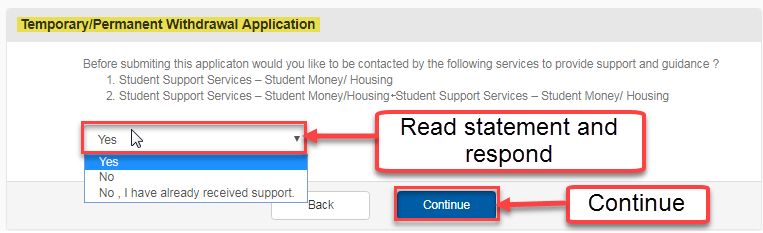 Temporary/Permanent Withdrawal Application
Before submiting this applicaton would you like to be contacted by the following services to provide support and guidance ?
1. Student Support Services – Student Money/ Housing
2. Student Support Services – Student Money/Housing+Student Support Services – Student Money/ Housing
Yes
Read statement and
respond
Yes
No
No , I have already received support.
Back
Continue
Continue